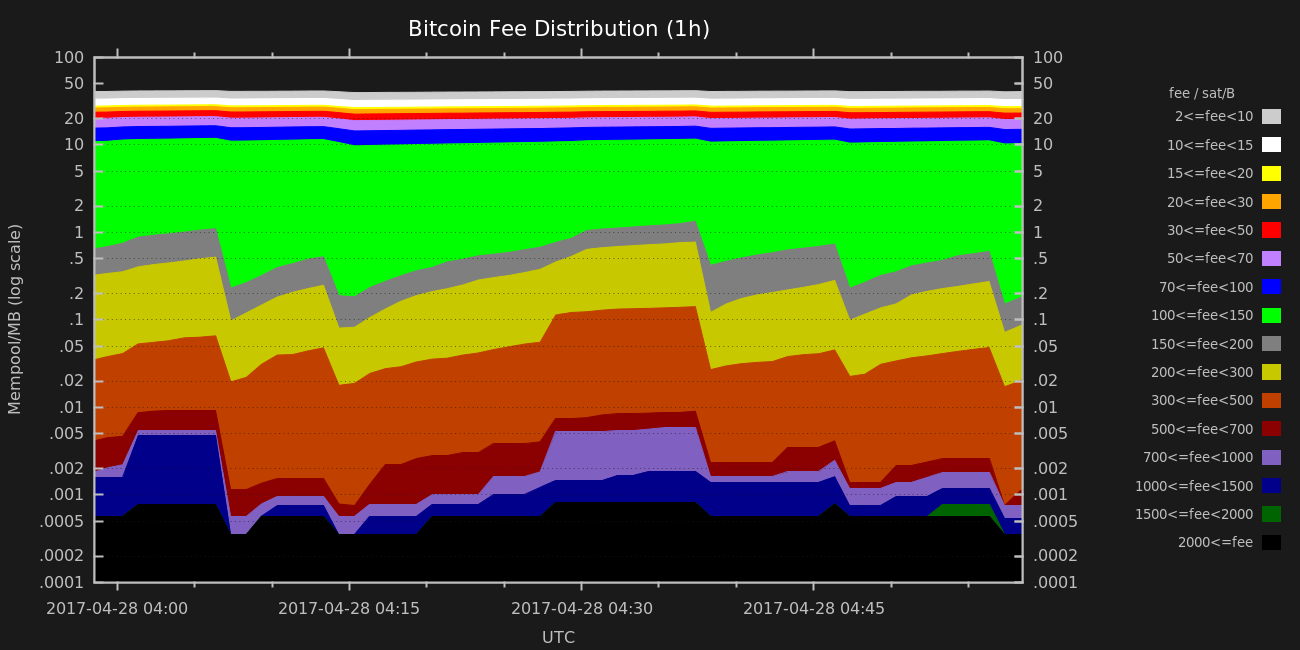 Bitcoin Fee Distribution (1h)
Mempool/MB (log scale)
100
50
20
10
5
2
1
.5
.2
.1
.05
.02
.01
.005
.002
.001
.0005
.0002
.0001
100
50
20
10
5
2
1
.5
.2
.1
.05
.02
.01
.005
.002
.001
.0005
.0002
.0001
2017-04-28 04:00
2017-04-28 04:15
2017-04-28 04:30
2017-04-28 04:45
UTC
fee / sat/B
2<=fee<10
10<=fee<15
15<=fee<20
20<=fee<30
30<=fee<50
50<=fee<70
70<=fee<100
100<=fee<150
150<=fee<200
200<=fee<300
300<=fee<500
500<=fee<700
700<=fee<1000
1000<=fee<1500
1500<=fee<2000
2000<=fee